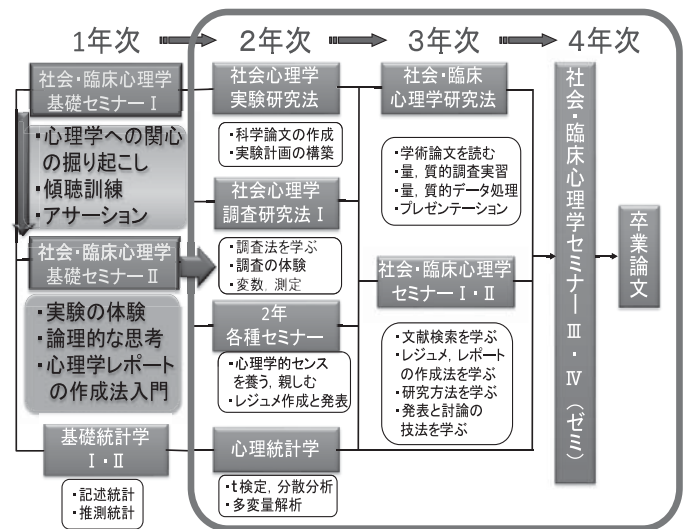 1年次
2年次
3年次
4年次
社会・臨床心理学
基礎セミナーⅠ
・心理学への関心
の掘り起こし
・傾聴訓練
・アサーション
社会・臨床心理学
基礎セミナーⅡ
・実験の体験
・論理的な思考
・心理学レポート
の作成法入門
基礎統計学
Ⅰ・Ⅱ
・記述統計
・推測統計
社会心理学
実験研究法
・科学論文の作成
・実験計画の構築
社会心理学
調査研究法Ⅰ
・調査法を学ぶ
・調査の体験
・変数, 測定
2年
各種セミナー
・心理学的センス
を養う, 親しむ
・レジュメ作成と発表
心理統計学
・t検定, 分散分析
・多変量解析
社会・臨床
心理学研究法
・学術論文を読む
・量, 質的調査実習
・量, 質的データ処理
・プレゼンテーション
社会・臨床心理学
セミナーⅠ・Ⅱ
・文献検索を学ぶ
・レジュメ, レポート
の作成法を学ぶ
・研究方法を学ぶ
・発表と討論の
技法を学ぶ
社会・臨床心理学セミナーⅢ・Ⅳ(ゼミ)
卒業論文